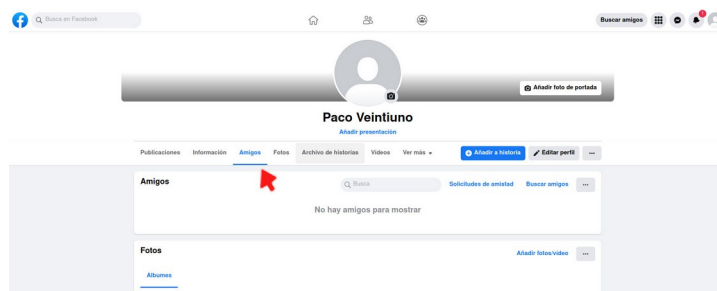 Busca en Facebook
Buscar amigos
1
Añadir foto de portada
Paco Veintiuno
Añadir presentación
Publicaciones Información Amigos Fotos Archivo de historias Vídeos Ver más
Añadir a historia Editar perfil ...
Amigos
Busca
Solicitudes de amistad Buscar amigos ...
No hay amigos para mostrar
Fotos
Añadir fotos/vídeo ...
Álbumes